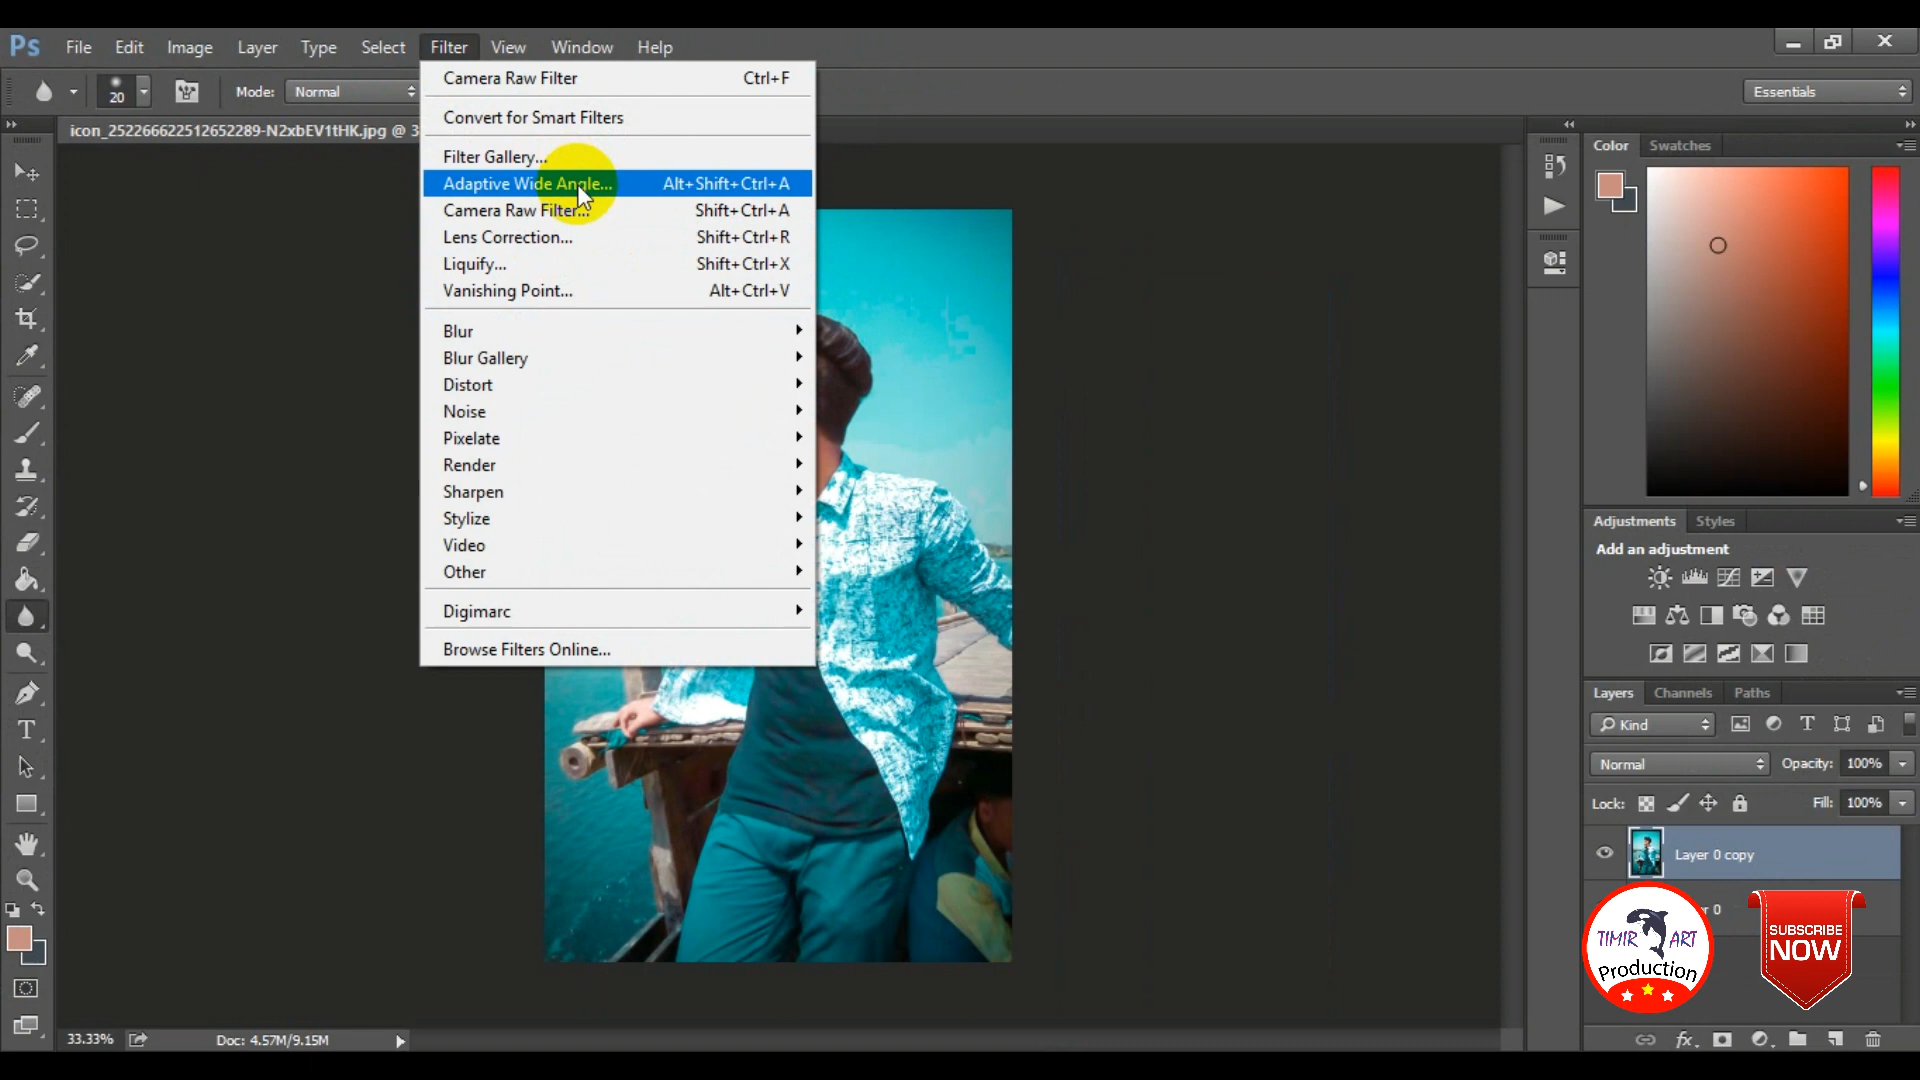 Ps File Edit Image Layer Type Select Filter View Window Help
20 Mode: Normal Essentials
icon_252266622512652289-N2xbEV1tHK.jpg @ 3
Camera Raw Filter Ctrl+F
Convert for Smart Filters
Filter Gallery...
Adaptive Wide Angle... Alt+Shift+Ctrl+A
Camera Raw Filter... Shift+Ctrl+A
Lens Correction... Shift+Ctrl+R
Liquify... Shift+Ctrl+X
Vanishing Point... Alt+Ctrl+V
Blur
Blur Gallery
Distort
Noise
Pixelate
Render
Sharpen
Stylize
Video
Other
Digimarc
Browse Filters Online...
Color Swatches
Adjustments Styles
Add an adjustment
Layers Channels Paths
Kind
Normal Opacity: 100%
Lock: Fill: 100%
Layer 0 copy
r 0
TIMIR ART
Production
SUBSCRIBE
NOW
33.33% Doc: 4.57M/9.15M